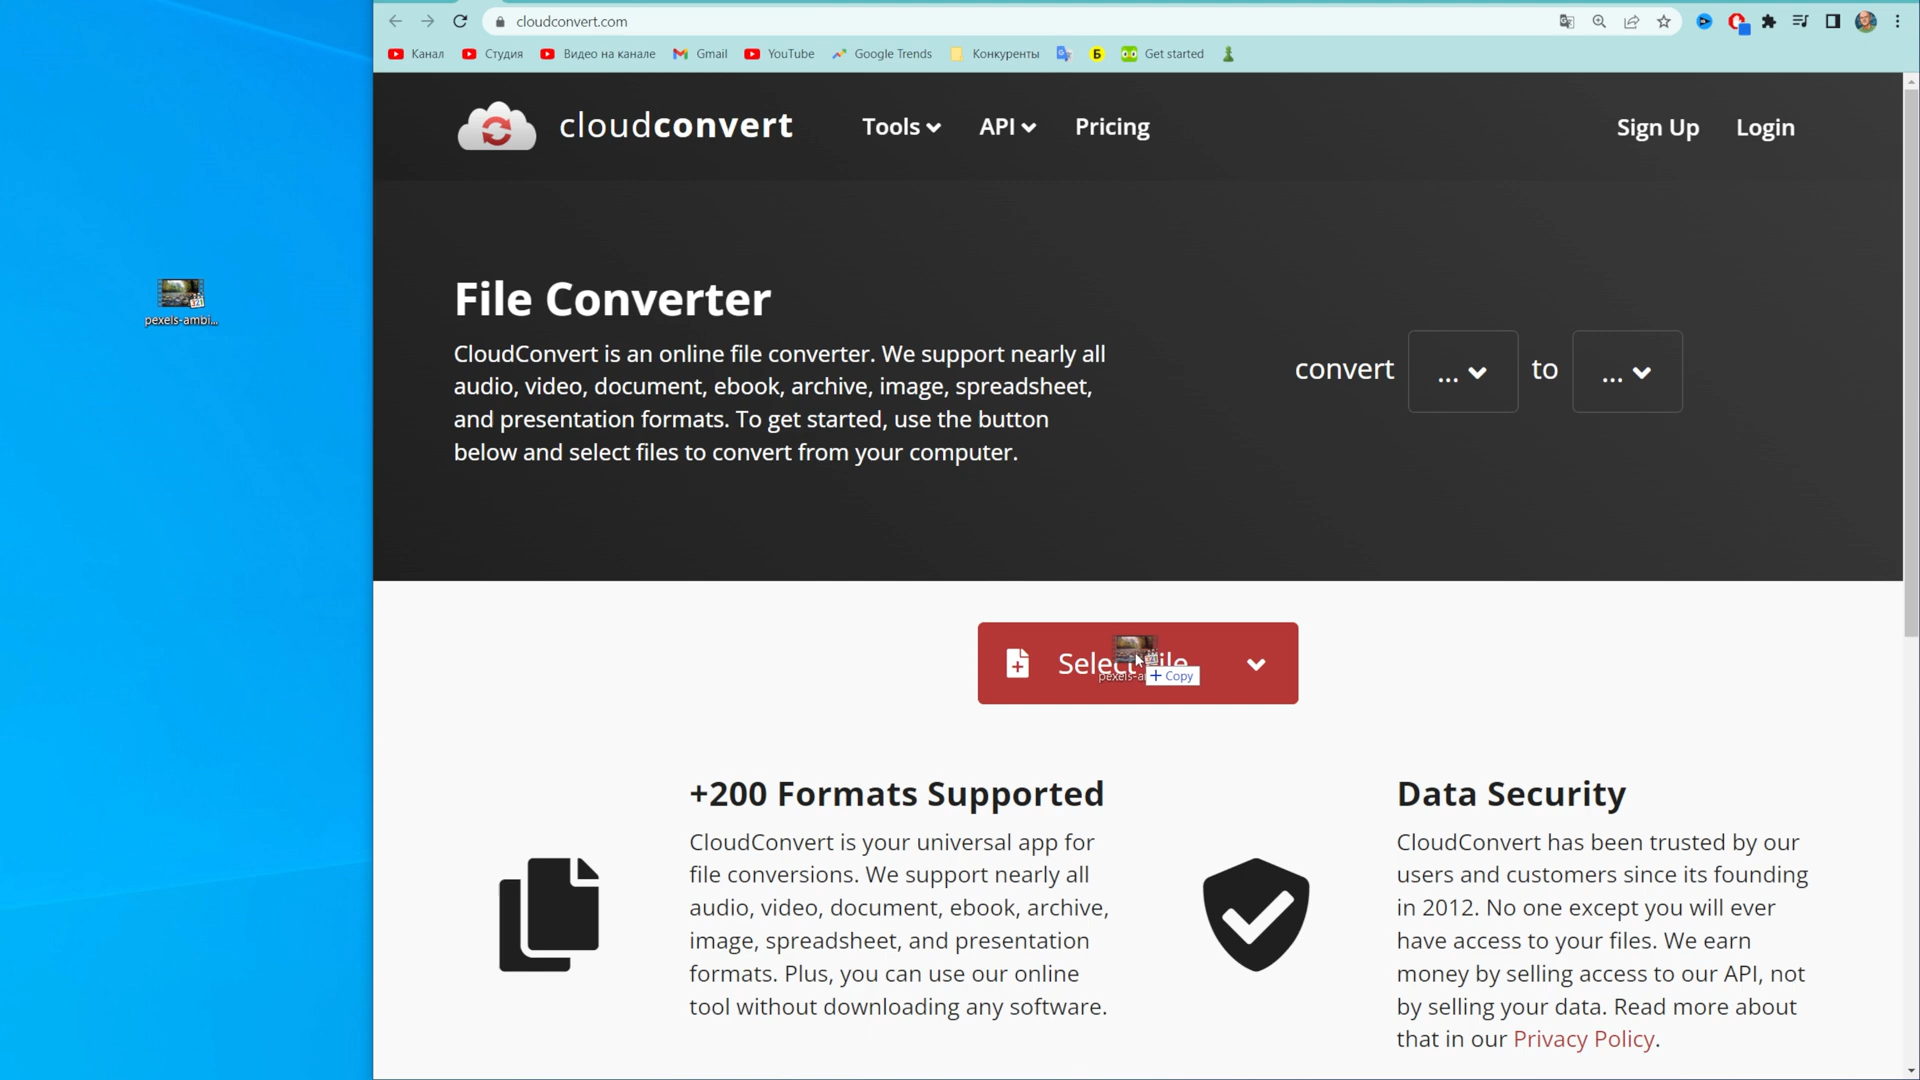 cloudconvert.com
Канал
Студия
Видео на канале
Gmail
YouTube
Google Trends
Конкуренты
Б
Get started
cloudconvert
Tools
API
Pricing
Sign Up
Login
pexels-ambi...
File Converter
CloudConvert is an online file converter. We support nearly all
audio, video, document, ebook, archive, image, spreadsheet,
and presentation formats. To get started, use the button
below and select files to convert from your computer.
convert ... to ...
Select File
+ Copy
+200 Formats Supported
CloudConvert is your universal app for
file conversions. We support nearly all
audio, video, document, ebook, archive,
image, spreadsheet, and presentation
formats. Plus, you can use our online
tool without downloading any software.
Data Security
CloudConvert has been trusted by our
users and customers since its founding
in 2012. No one except you will ever
have access to your files. We earn
money by selling access to our API, not
by selling your data. Read more about
that in our Privacy Policy.